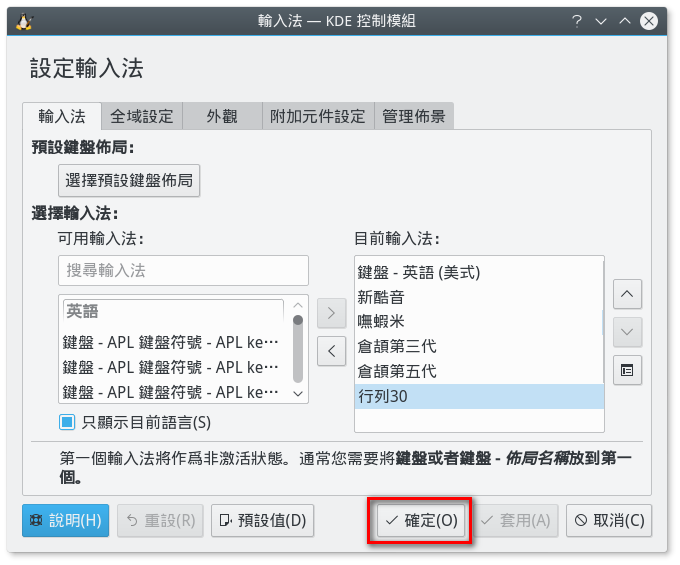 輸入法 — KDE 控制模組
設定輸入法
輸入法 全域設定 外觀 附加元件設定 管理佈景
預設鍵盤佈局:
選擇預設鍵盤佈局
選擇輸入法:
可用輸入法:
搜尋輸入法
英語
鍵盤 - APL 鍵盤符號 - APL ke…
鍵盤 - APL 鍵盤符號 - APL ke…
鍵盤 - APL 鍵盤符號 - APL ke…
只顯示目前語言(S)
目前輸入法:
鍵盤 - 英語 (美式)
新酷音
嘸蝦米
倉頡第三代
倉頡第五代
行列30
第一個輸入法將作爲非激活狀態。通常您需要將鍵盤或者鍵盤 - 佈局名稱放到第一
個。
說明(H) 重設(R) 預設值(D) 確定(O) 套用(A) 取消(C)